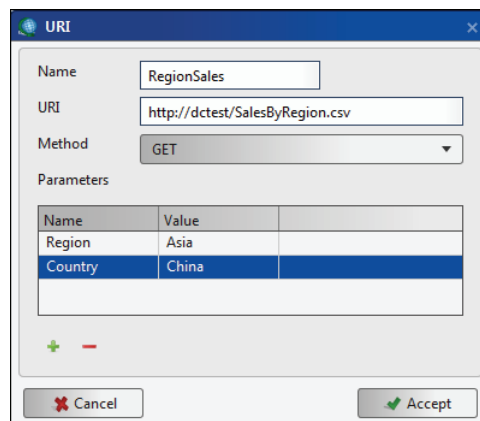 URI
Name RegionSales
URI http://dctest/SalesByRegion.csv
Method GET
Parameters
Name Value
Region Asia
Country China
Cancel Accept